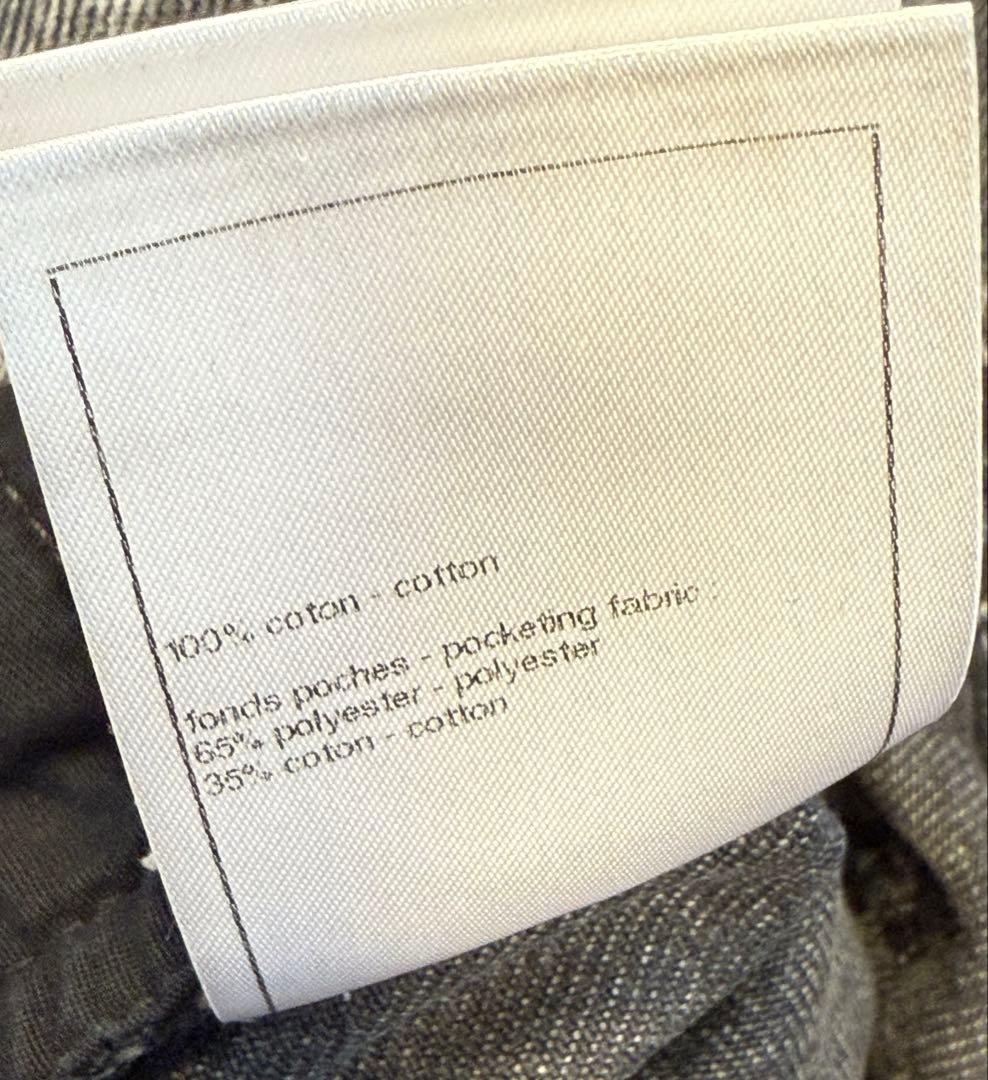 100% coton - cotton
fonds poches - pocketing fabric :
65% polyester - polyester
35% coton - cotton